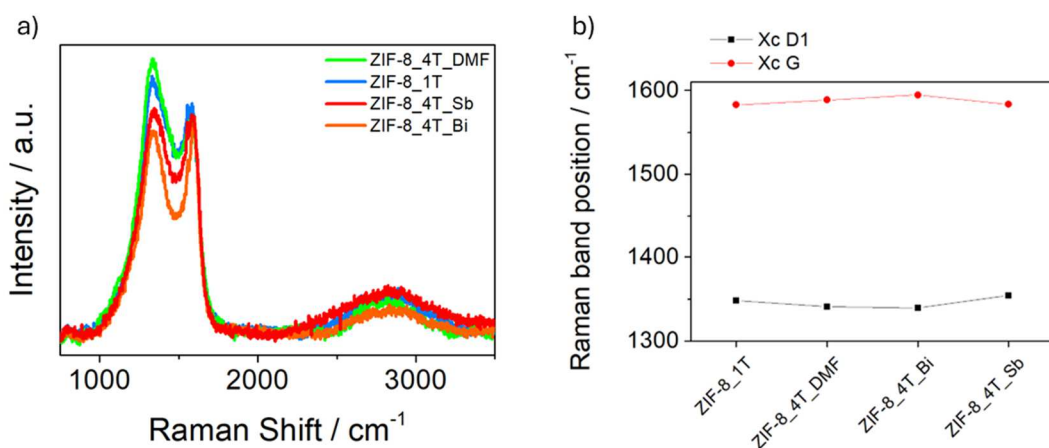 a)
ZIF-8_4T_DMF
ZIF-8_1T
ZIF-8_4T_Sb
ZIF-8_4T_Bi
Intensity / a.u.
1000 2000 3000
Raman Shift / cm⁻¹
b)
Xc D1
Xc G
Raman band position / cm⁻¹
1600
1500
1400
1300
ZIF-8_1T
ZIF-8_4T_DMF
ZIF-8_4T_Bi
ZIF-8_4T_Sb